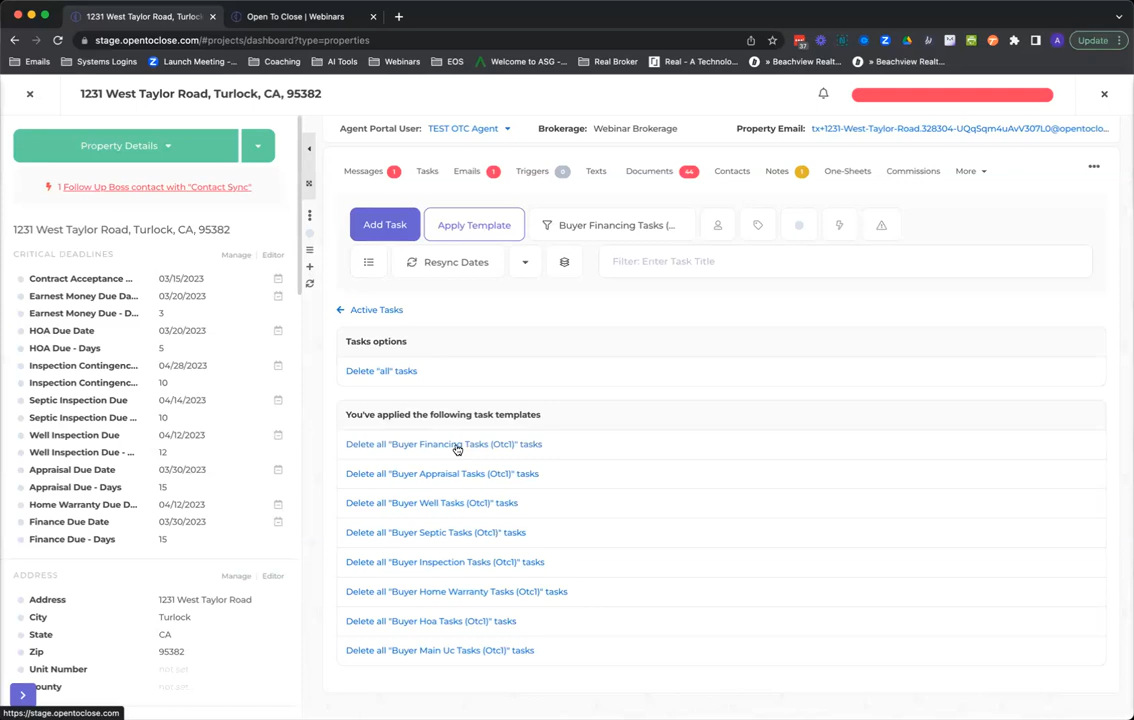 1231 West Taylor Road, Turlock
Open To Close | Webinars
stage.opentoclose.com/#projects/dashboard?type=properties
37
A
Update
Emails
Systems Logins
Launch Meeting -...
Coaching
AI Tools
Webinars
EOS
Welcome to ASG -...
Real Broker
Real - A Technolo...
» Beachview Realt...
» Beachview Realt...
1231 West Taylor Road, Turlock, CA, 95382
Property Details
1 Follow Up Boss contact with "Contact Sync"
1231 West Taylor Road, Turlock, CA, 95382
CRITICAL DEADLINES
Manage | Editor
Contract Acceptance ... 03/15/2023
Earnest Money Due Da... 03/20/2023
Earnest Money Due - D... 3
HOA Due Date 03/20/2023
HOA Due - Days 5
Inspection Contingenc... 04/28/2023
Inspection Contingenc... 10
Septic Inspection Due 04/14/2023
Septic Inspection Due ... 10
Well Inspection Due 04/12/2023
Well Inspection Due - ... 12
Appraisal Due Date 03/30/2023
Appraisal Due - Days 15
Home Warranty Due D... 04/12/2023
Finance Due Date 03/30/2023
Finance Due - Days 15
ADDRESS
Manage | Editor
Address 1231 West Taylor Road
City Turlock
State CA
Zip 95382
Unit Number not set
ounty not set
https://stage.opentoclose.com
Agent Portal User: TEST OTC Agent
Brokerage: Webinar Brokerage
Property Email: tx+1231-West-Taylor-Road.328304-UQqSqm4uAvV307L0@opentoclo...
Messages 1
Tasks
Emails 1
Triggers 0
Texts
Documents 44
Contacts
Notes 1
One-Sheets
Commissions
More
Add Task
Apply Template
Buyer Financing Tasks (...
Resync Dates
Filter: Enter Task Title
Active Tasks
Tasks options
Delete "all" tasks
You've applied the following task templates
Delete all "Buyer Financing Tasks (Otc1)" tasks
Delete all "Buyer Appraisal Tasks (Otc1)" tasks
Delete all "Buyer Well Tasks (Otc1)" tasks
Delete all "Buyer Septic Tasks (Otc1)" tasks
Delete all "Buyer Inspection Tasks (Otc1)" tasks
Delete all "Buyer Home Warranty Tasks (Otc1)" tasks
Delete all "Buyer Hoa Tasks (Otc1)" tasks
Delete all "Buyer Main Uc Tasks (Otc1)" tasks